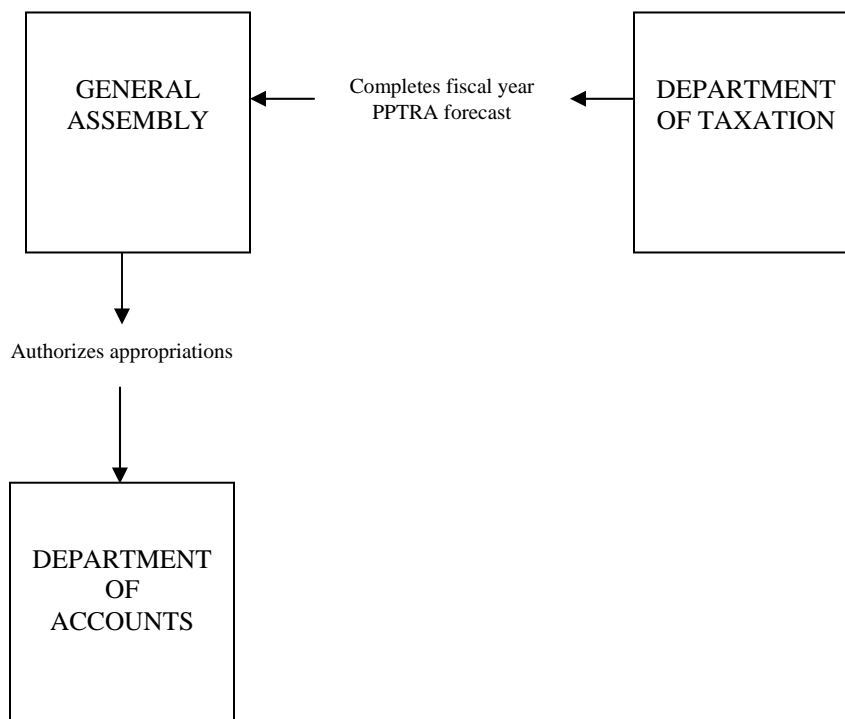 GENERAL
ASSEMBLY
Completes fiscal year
PPTRA forecast
DEPARTMENT
OF TAXATION
Authorizes appropriations
DEPARTMENT
OF
ACCOUNTS